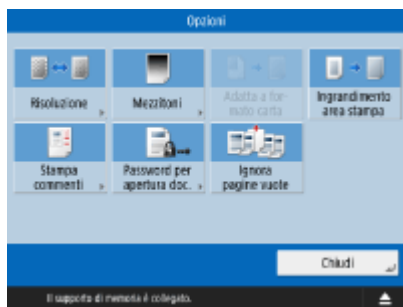 Opzioni
Risoluzione
Mezzitoni
Adatta a for-
mato carta
Ingrandimento
area stampa
Stampa
commenti
Password per
apertura doc.
Ignora
pagine vuote
Chiudi
Il supporto di memoria è collegato.